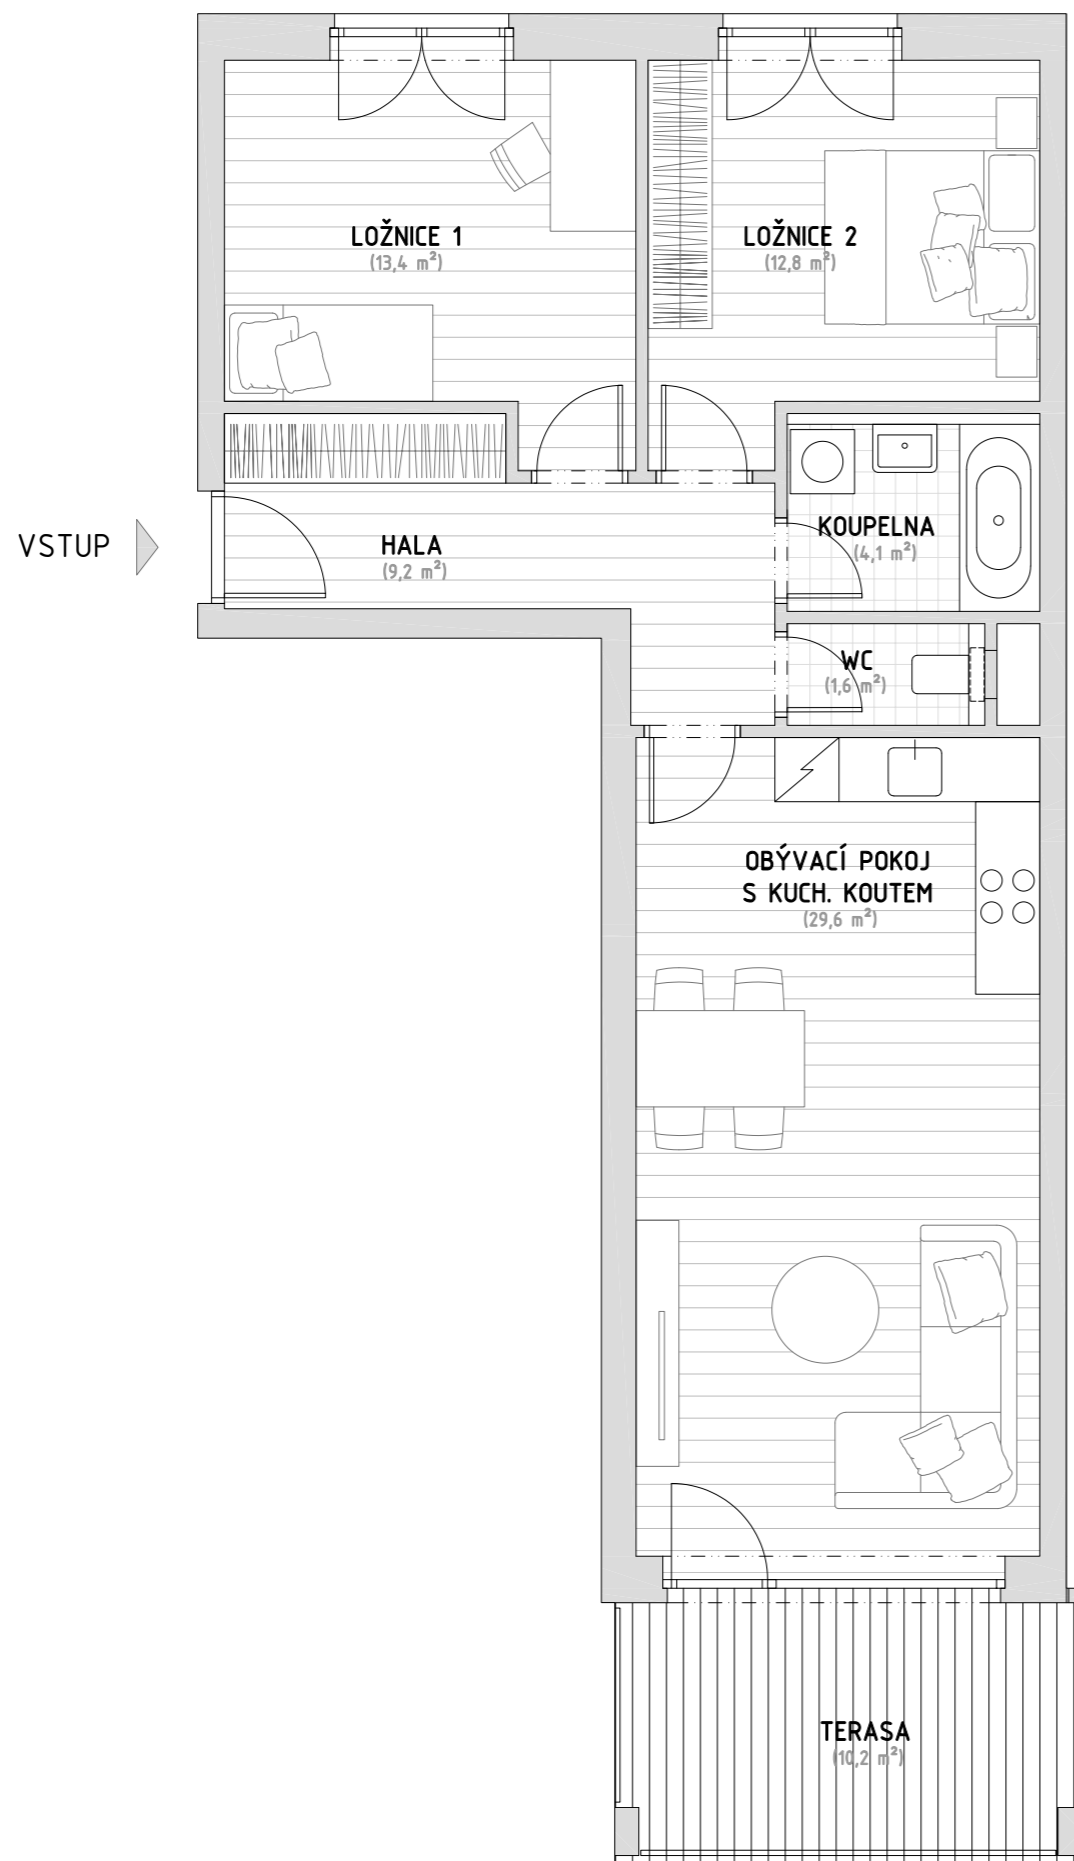 LOŽNICE 1
(13,4 m²)
LOŽNICE 2
(12,8 m²)
VSTUP
HALA
(9,2 m²)
KOUPELNA
(4,1 m²)
WC
(1,6 m²)
OBÝVACÍ POKOJ
S KUCH. KOUTEM
(29,6 m²)
TERASA
(10,2 m²)